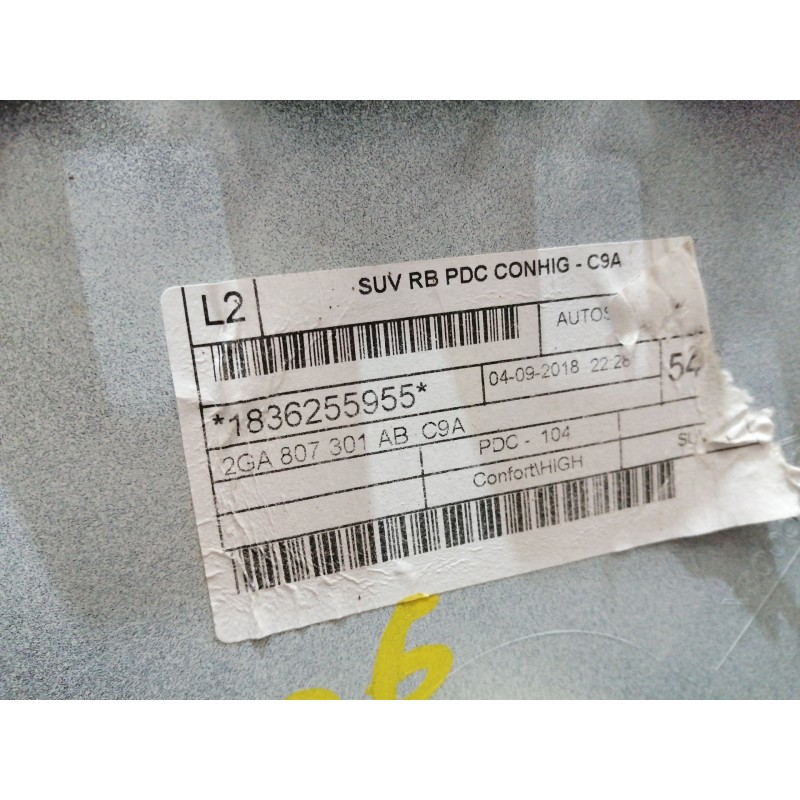 SUV RB PDC CONHIG - C9A
L2
AUTOS
*1836255955*
04-09-2018 22:28
54
2GA 807 301 AB C9A
PDC - 104
Confort\HIGH